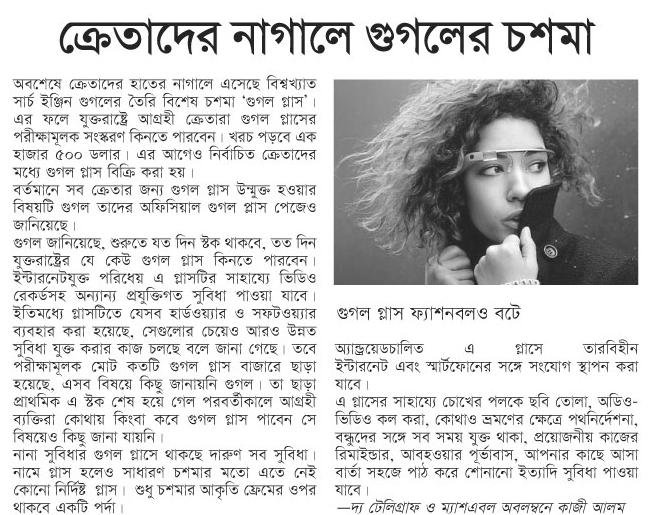 ক্রেতাদের নাগালে গুগলের চশমা
অবশেষে ক্রেতাদের হাতের নাগালে এসেছে বিশ্বখ্যাত
সার্চ ইঞ্জিন গুগলের তৈরি বিশেষ চশমা ‘গুগল গ্লাস’।
এর ফলে যুক্তরাষ্ট্রে আগ্রহী ক্রেতারা গুগল গ্লাসের
পরীক্ষামূলক সংস্করণ কিনতে পারবেন। খরচ পড়বে এক
হাজার ৫০০ ডলার। এর আগেও নির্বাচিত ক্রেতাদের
মধ্যে গুগল গ্লাস বিক্রি করা হয়।
বর্তমানে সব ক্রেতার জন্য গুগল গ্লাস উন্মুক্ত হওয়ার
বিষয়টি গুগল তাদের অফিসিয়াল গুগল প্লাস পেজেও
জানিয়েছে।
গুগল জানিয়েছে, শুরুতে যত দিন স্টক থাকবে, তত দিন
যুক্তরাষ্ট্রের যে কেউ গুগল গ্লাস কিনতে পারবেন।
ইন্টারনেটযুক্ত পরিধেয় এ গ্লাসটির সাহায্যে ভিডিও
রেকর্ডসহ অন্যান্য প্রযুক্তিগত সুবিধা পাওয়া যাবে।
ইতিমধ্যে গ্লাসটিতে যেসব হার্ডওয়্যার ও সফটওয়্যার
ব্যবহার করা হয়েছে, সেগুলোর চেয়েও আরও উন্নত
সুবিধা যুক্ত করার কাজ চলছে বলে জানা গেছে। তবে
পরীক্ষামূলক মোট কতটি গুগল গ্লাস বাজারে ছাড়া
হয়েছে, এসব বিষয়ে কিছু জানায়নি গুগল। তা ছাড়া
প্রাথমিক এ স্টক শেষ হয়ে গেল পরবর্তীকালে আগ্রহী
ব্যক্তিরা কোথায় কিংবা কবে গুগল গ্লাস পাবেন সে
বিষয়েও কিছু জানা যায়নি।
নানা সুবিধার গুগল গ্লাসে থাকছে দারুণ সব সুবিধা।
নামে গ্লাস হলেও সাধারণ চশমার মতো এতে নেই
কোনো নির্দিষ্ট গ্লাস। শুধু চশমার আকৃতি ফ্রেমের ওপর
থাকবে একটি পর্দা।
গুগল গ্লাস ফ্যাশনবলও বটে
অ্যান্ড্রয়েডচালিত এ গ্লাসে তারবিহীন
ইন্টারনেট এবং স্মার্টফোনের সঙ্গে সংযোগ স্থাপন করা
যাবে।
এ গ্লাসের সাহায্যে চোখের পলকে ছবি তোলা, অডিও-
ভিডিও কল করা, কোথাও ভ্রমণের ক্ষেত্রে পথনির্দেশনা,
বন্ধুদের সঙ্গে সব সময় যুক্ত থাকা, প্রয়োজনীয় কাজের
রিমাইন্ডার, আবহওয়ার পূর্ভাবাস, আপনার কাছে আসা
বার্তা সহজে পাঠ করে শোনানো ইত্যাদি সুবিধা পাওয়া
যাবে।
—দ্য টেলিগ্রাফ ও ম্যাশএবল অবলম্বনে কাজী আলম